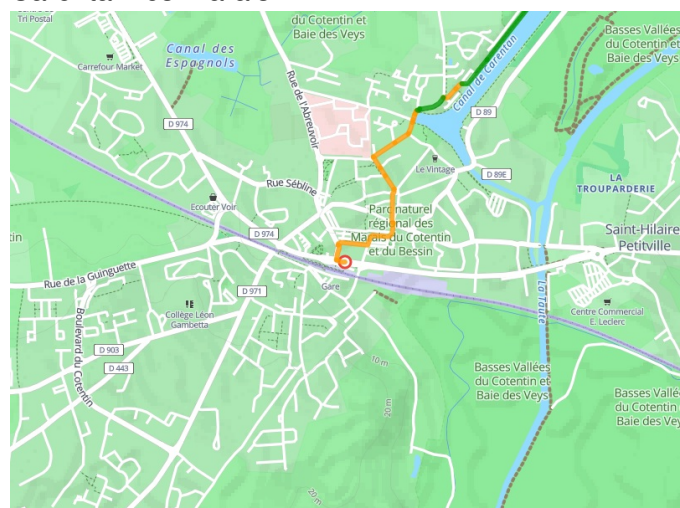 du Cotentin et
Baie des Veys
Tri Postal
Canal des
Espagnols
Carrefour Market
Basses Vallées
du Cotentin et
Baie des Veys
Rue de l'Abreuvoir
Canal de Carentan
D 974
D 89
Le Vintage
D 89E
LA
TROUPARDERIE
Rue Sébline
Ecouter Voir
Parc naturel
régional des
Marais du Cotentin
et du Bessin
D 974
Saint-Hilaire
Petitville
tin
Rue de la Guinguette
Gare
La Taute
D 971
Collège Léon
Gambetta
Centre Commercial
E. Leclerc
Boulevard du Cotentin
D 903
D 443
10 m
20 m
Basses Vallées
du Cotentin et
Baie des Veys
Basses Vallée
du Cotentin
Baie des Vey
20 m